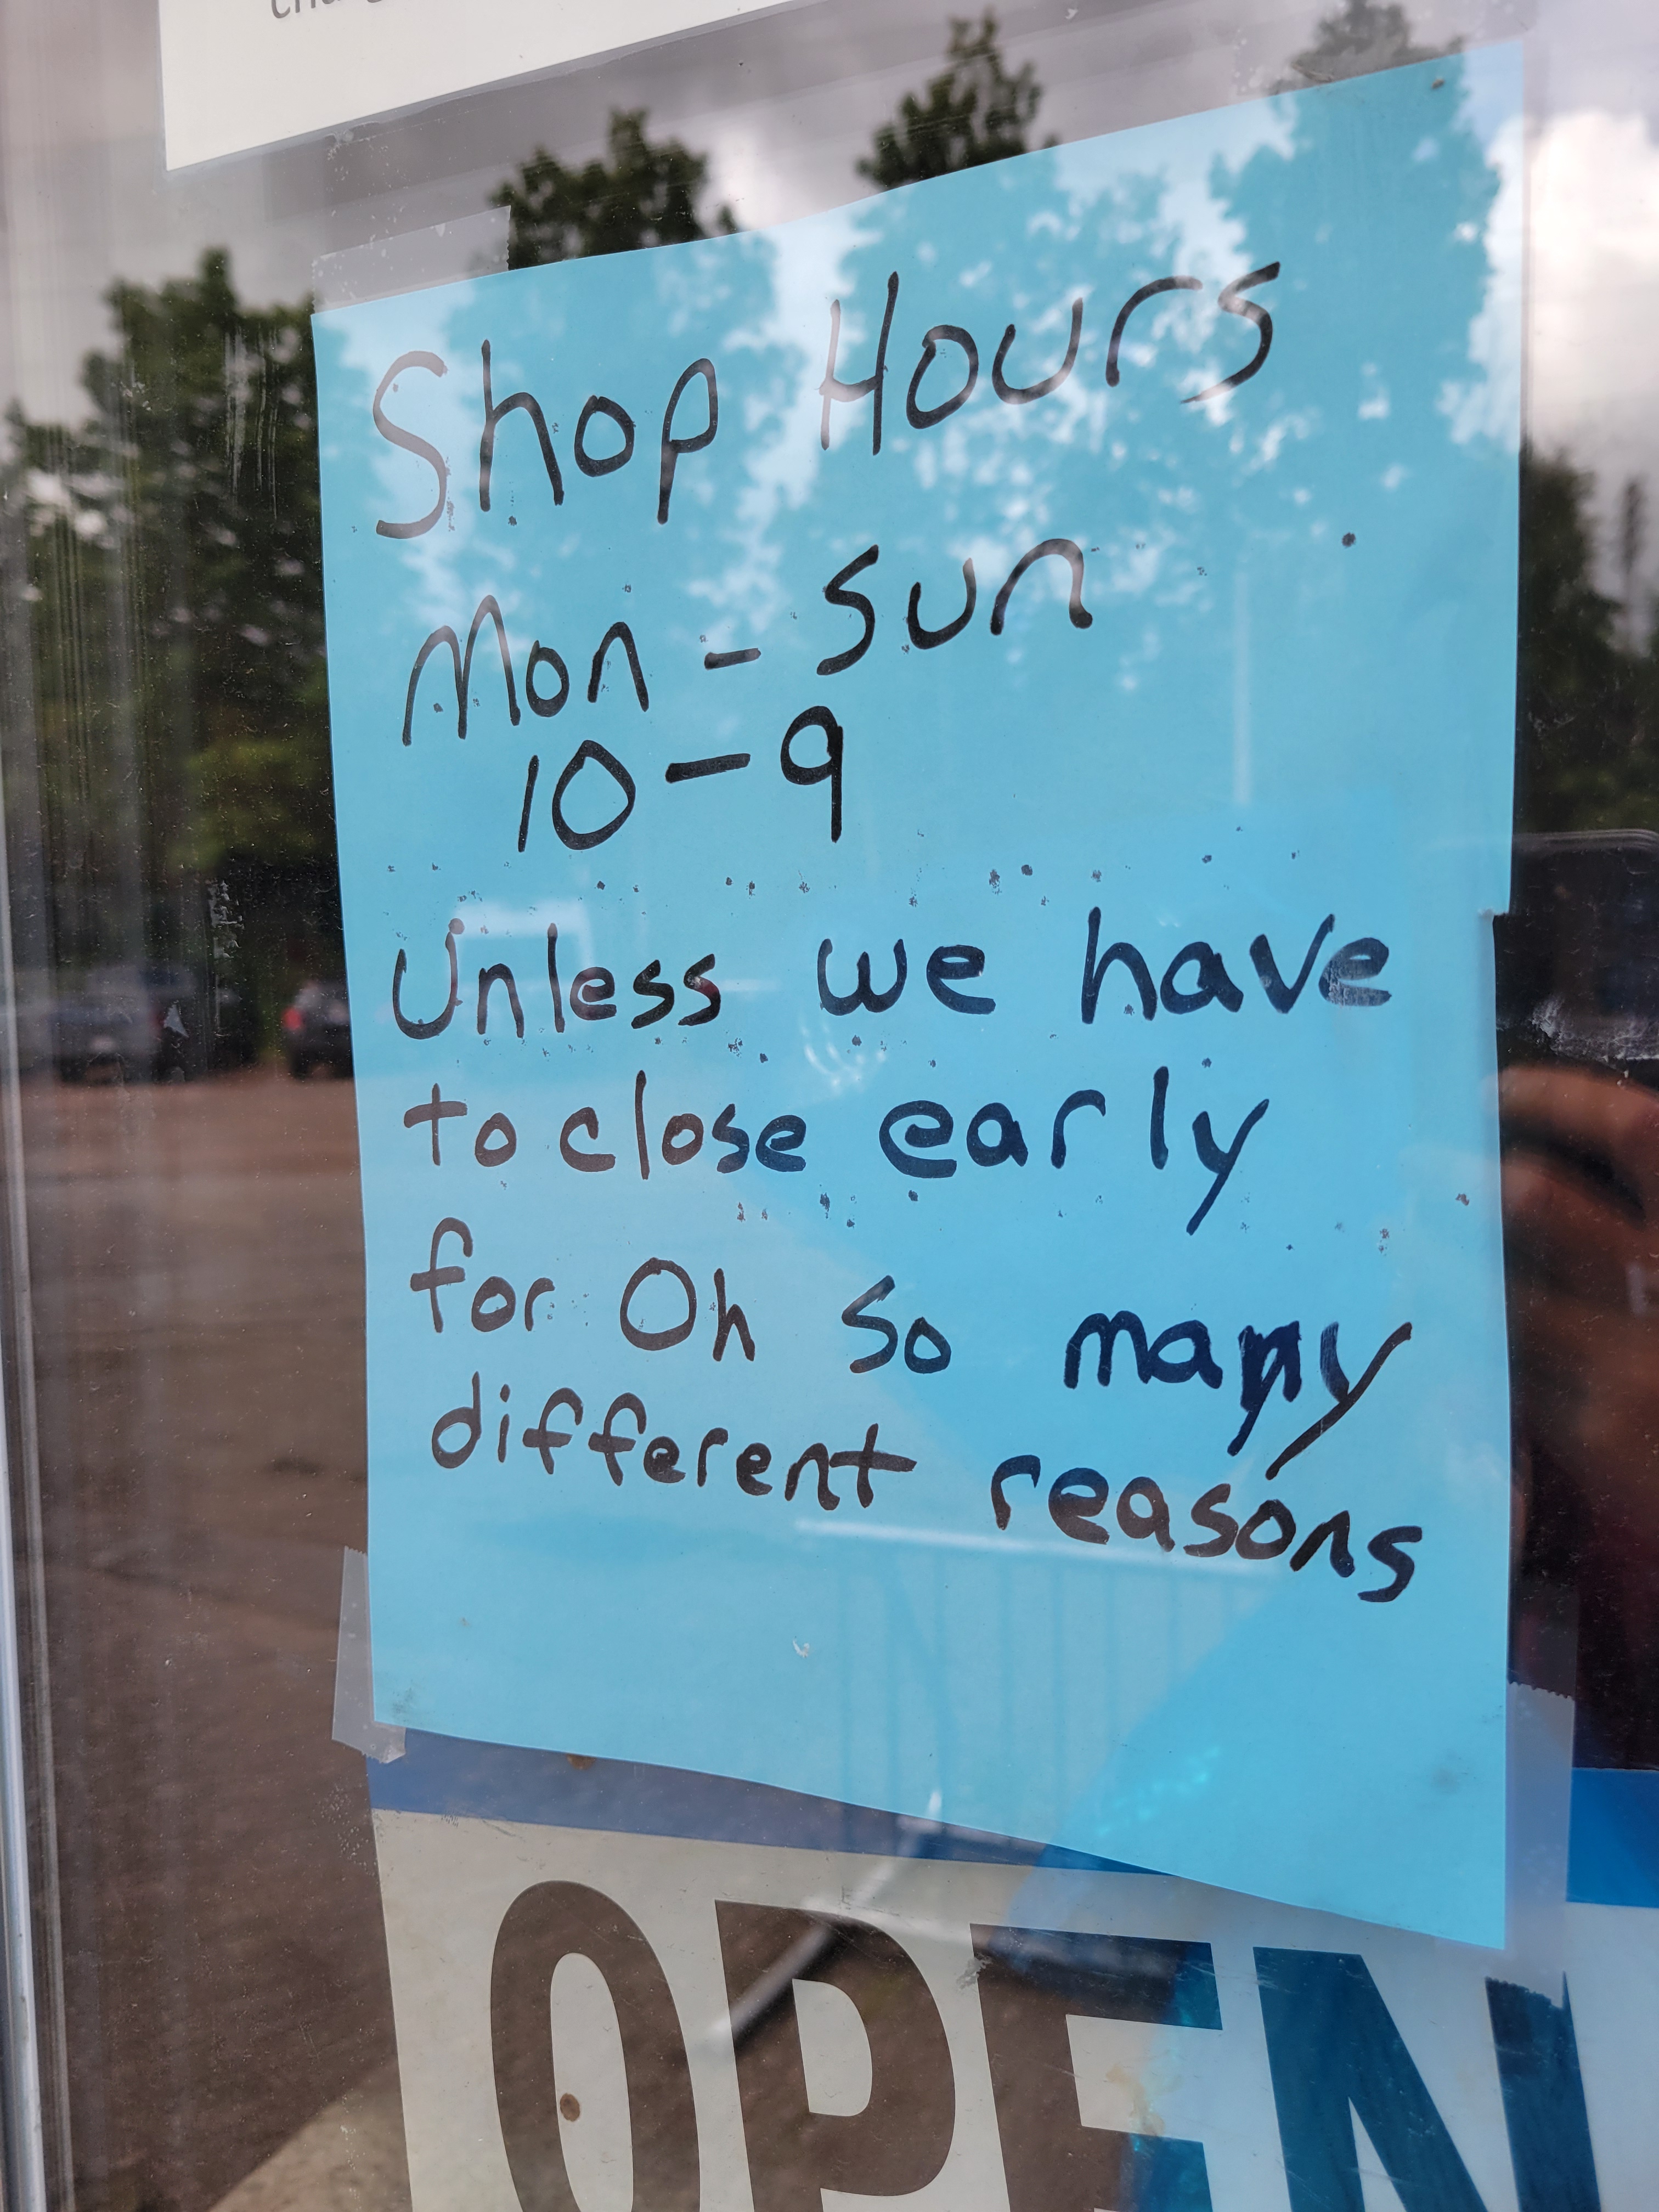 Shop Hours
Mon - Sun
10-9
Unless we have
to close early
for Oh so many
different reasons
OPEN